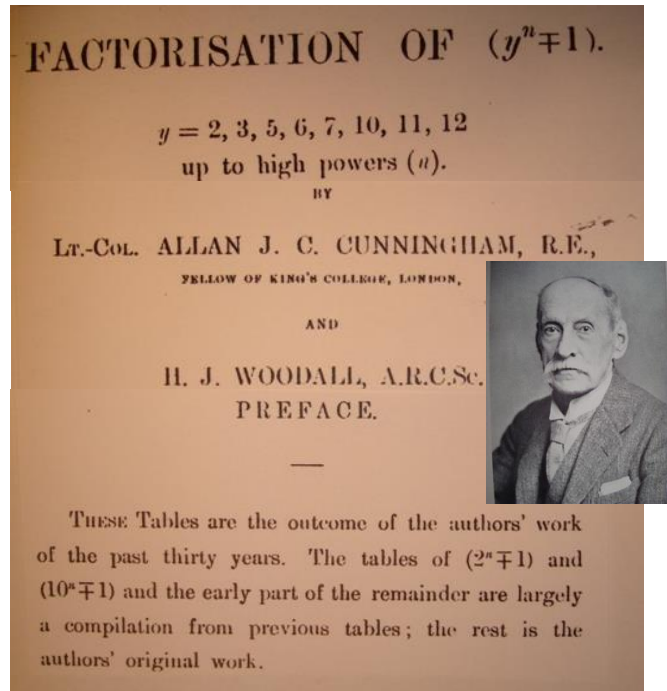 FACTORISATION OF (yⁿ∓1).
y = 2, 3, 5, 6, 7, 10, 11, 12
up to high powers (n).
BY
LT.-COL. ALLAN J. C. CUNNINGHAM, R.E.,
FELLOW OF KING'S COLLEGE, LONDON,
AND
H. J. WOODALL, A.R.C.Sc.
PREFACE.
THESE Tables are the outcome of the authors' work
of the past thirty years. The tables of (2ⁿ∓1) and
(10ⁿ∓1) and the early part of the remainder are largely
a compilation from previous tables; the rest is the
authors' original work.